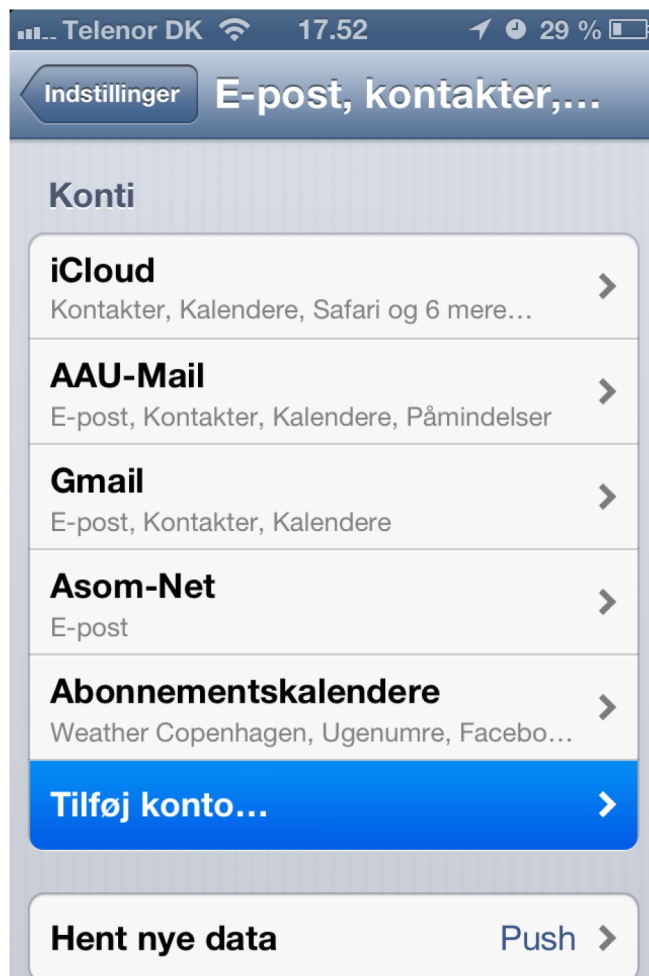 Telenor DK 17.52 29 %
Indstillinger E-post, kontakter,...
Konti
iCloud
Kontakter, Kalendere, Safari og 6 mere...
AAU-Mail
E-post, Kontakter, Kalendere, Påmindelser
Gmail
E-post, Kontakter, Kalendere
Asom-Net
E-post
Abonnementskalendere
Weather Copenhagen, Ugenumre, Facebo...
Tilføj konto...
Hent nye data Push